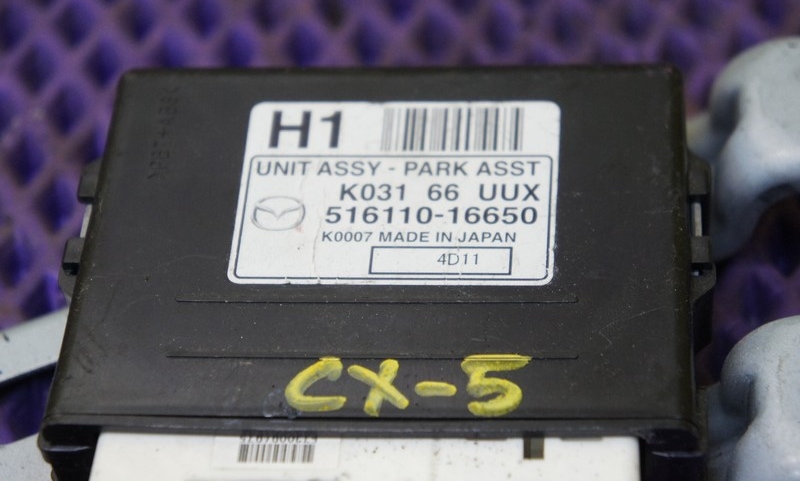 H1
UNIT ASSY - PARK ASST
K031 66 UUX
516110-16650
K0007 MADE IN JAPAN
4D11
CX-5